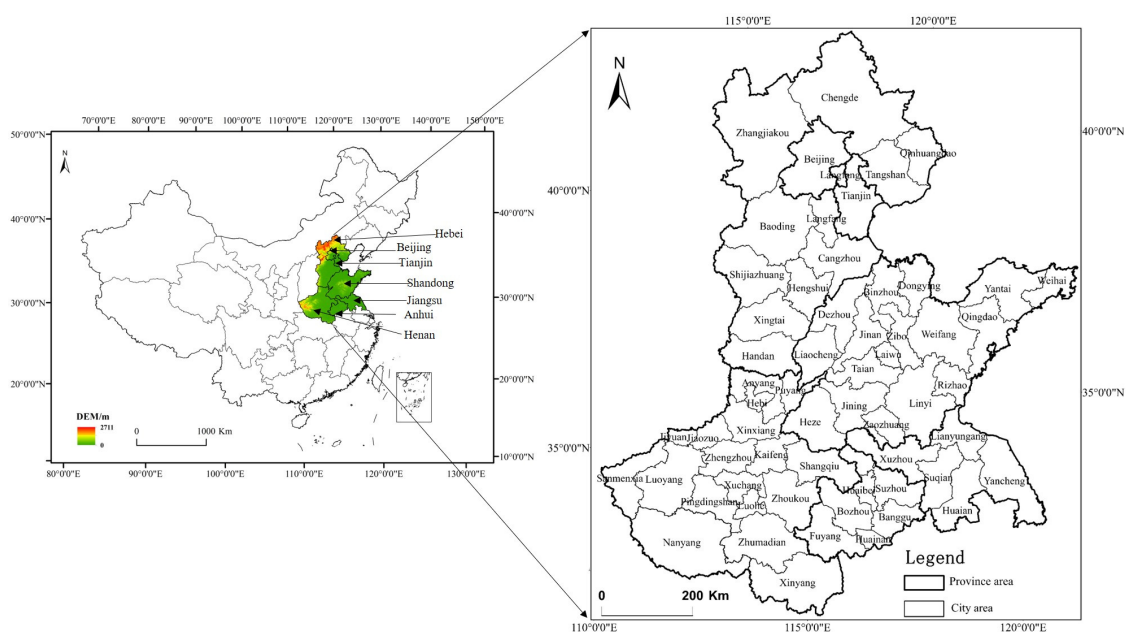 70°0'0"E 80°0'0"E 90°0'0"E 100°0'0"E 110°0'0"E 120°0'0"E 130°0'0"E 140°0'0"E 150°0'0"E
50°0'0"N
N
40°0'0"N
40°0'0"N
Hebei
Beijing
Tianjin
Shandong
30°0'0"N
Jiangsu
30°0'0"N
Anhui
Henan
20°0'0"N
20°0'0"N
DEM/m
2711
0
0 1000 Km
10°0'0"N
80°0'0"E 90°0'0"E 100°0'0"E 110°0'0"E 120°0'0"E 130°0'0"E
115°0'0"E 120°0'0"E
N
Chengde
Zhangjiakou
40°0'0"N
Qinhuangdao
Beijing
Langfang
Tangshan
40°0'0"N
Tianjin
Baoding
Langfang
Cangzhou
Shijiazhuang
Weihai
Hengshui
Binzhou
Dongying
Yantai
Dezhou
Qingdao
Xingtai
Jinan
Zibo
Weifang
Handan
Liaocheng
Laiwu
Taian
Anyang
Puyang
Rizhao
35°0'0"N
Hebi
Jining
Linyi
Heze
Zaozhuang
Xinxiang
Jiyuan
Jiaozuo
Lianyungang
35°0'0"N
Zhengzhou
Kaifeng
Xuzhou
Shangqiu
Sanmenxia
Luoyang
Suqian
Yancheng
Xuchang
Huaibei
Suzhou
Pingdingshan
Zhoukou
Luohe
Bozhou
Banggu
Huaian
Nanyang
Zhumadian
Fuyang
Huainan
Xinyang
Legend
Province area
City area
0 200 Km
110°0'0"E 115°0'0"E 120°0'0"E